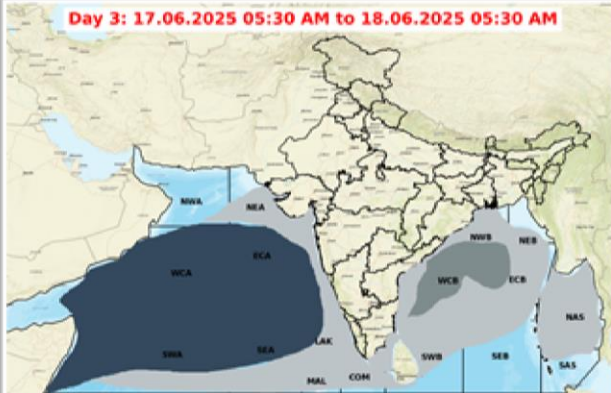 Day 3: 17.06.2025 05:30 AM to 18.06.2025 05:30 AM
NWA
NEA
NWB
NEB
ECA
WCA
WCB
ECB
NAS
LAK
SWA
SEA
SWB
SEB
SAS
MAL
COM